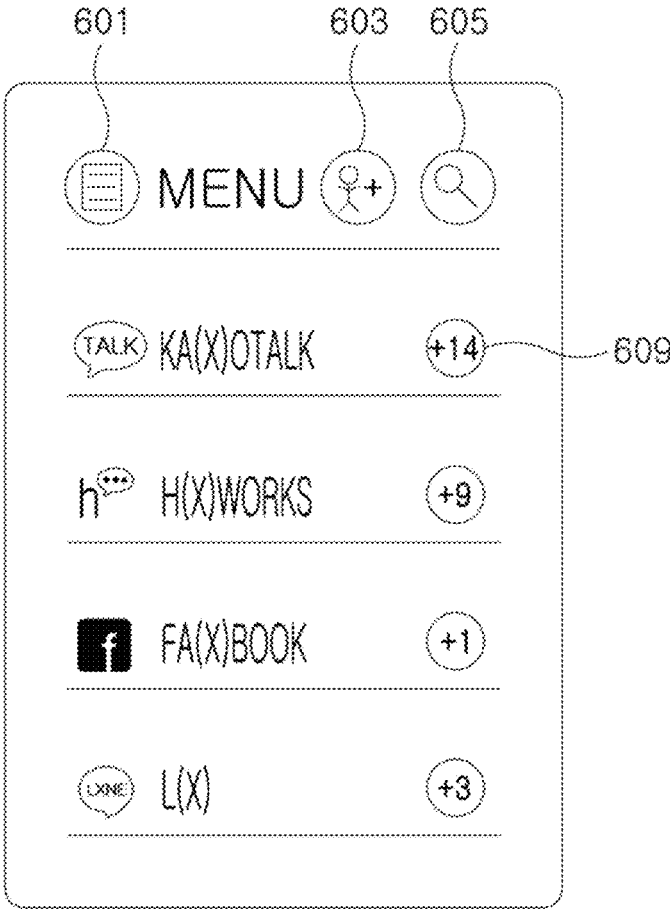 601 603 605
MENU
TALK KA(X)OTALK +14 609
h H(X)WORKS +9
f FA(X)BOOK +1
LXNE L(X) +3